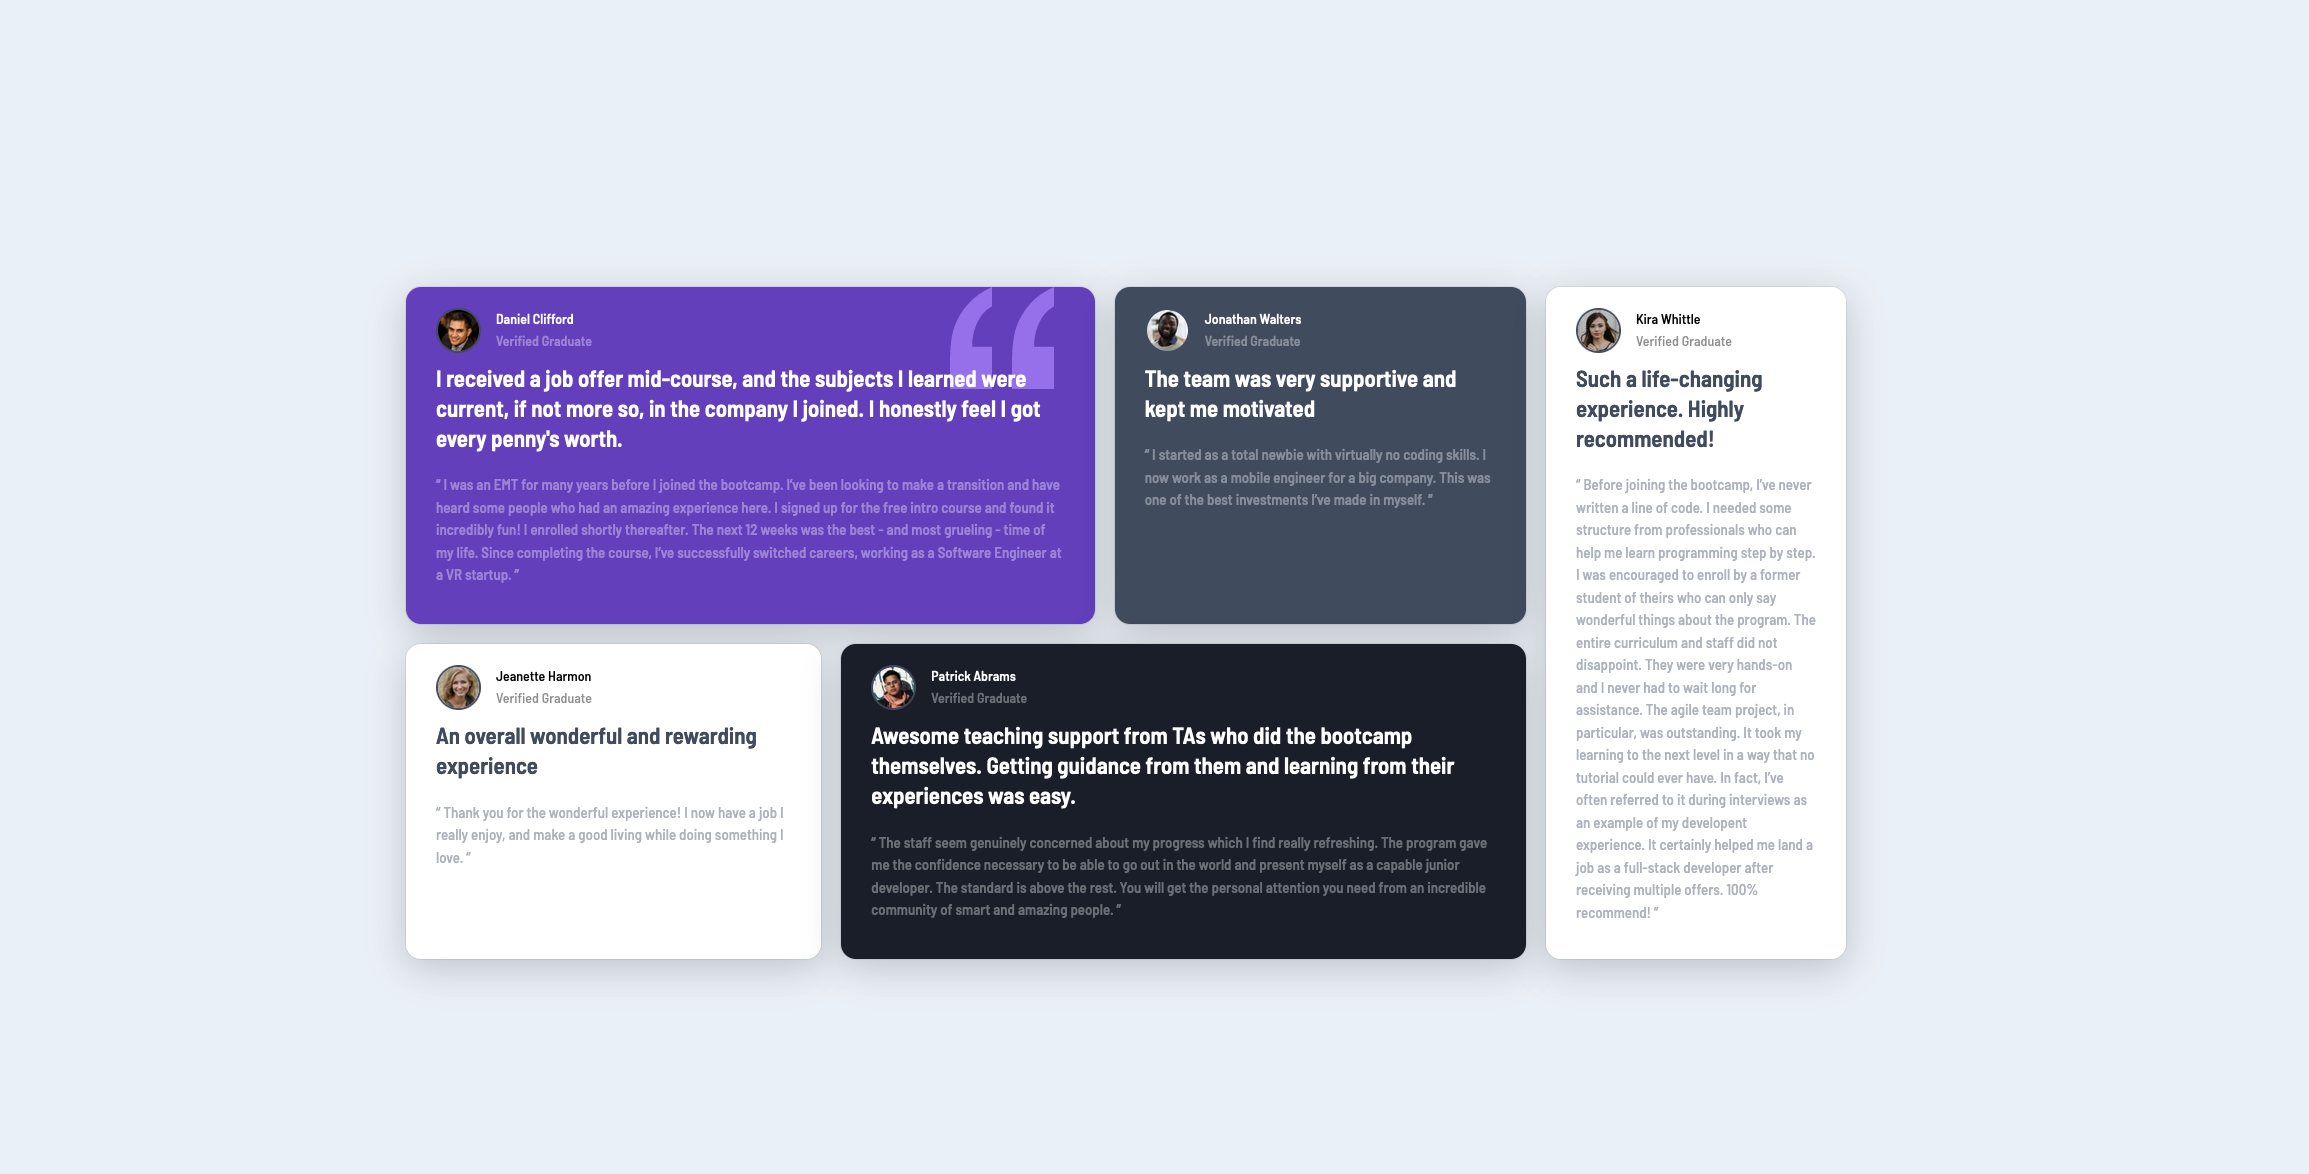 Daniel Clifford
Verified Graduate
I received a job offer mid-course, and the subjects I learned were
current, if not more so, in the company I joined. I honestly feel I got
every penny's worth.
“ I was an EMT for many years before I joined the bootcamp. I’ve been looking to make a transition and have
heard some people who had an amazing experience here. I signed up for the free intro course and found it
incredibly fun! I enrolled shortly thereafter. The next 12 weeks was the best - and most grueling - time of
my life. Since completing the course, I’ve successfully switched careers, working as a Software Engineer at
a VR startup. ”
Jonathan Walters
Verified Graduate
The team was very supportive and
kept me motivated
“ I started as a total newbie with virtually no coding skills. I
now work as a mobile engineer for a big company. This was
one of the best investments I’ve made in myself. ”
Kira Whittle
Verified Graduate
Such a life-changing
experience. Highly
recommended!
“ Before joining the bootcamp, I’ve never
written a line of code. I needed some
structure from professionals who can
help me learn programming step by step.
I was encouraged to enroll by a former
student of theirs who can only say
wonderful things about the program. The
entire curriculum and staff did not
disappoint. They were very hands-on
and I never had to wait long for
assistance. The agile team project, in
particular, was outstanding. It took my
learning to the next level in a way that no
tutorial could ever have. In fact, I’ve
often referred to it during interviews as
an example of my developent
experience. It certainly helped me land a
job as a full-stack developer after
receiving multiple offers. 100%
recommend! ”
Jeanette Harmon
Verified Graduate
An overall wonderful and rewarding
experience
“ Thank you for the wonderful experience! I now have a job I
really enjoy, and make a good living while doing something I
love. ”
Patrick Abrams
Verified Graduate
Awesome teaching support from TAs who did the bootcamp
themselves. Getting guidance from them and learning from their
experiences was easy.
“ The staff seem genuinely concerned about my progress which I find really refreshing. The program gave
me the confidence necessary to be able to go out in the world and present myself as a capable junior
developer. The standard is above the rest. You will get the personal attention you need from an incredible
community of smart and amazing people. ”